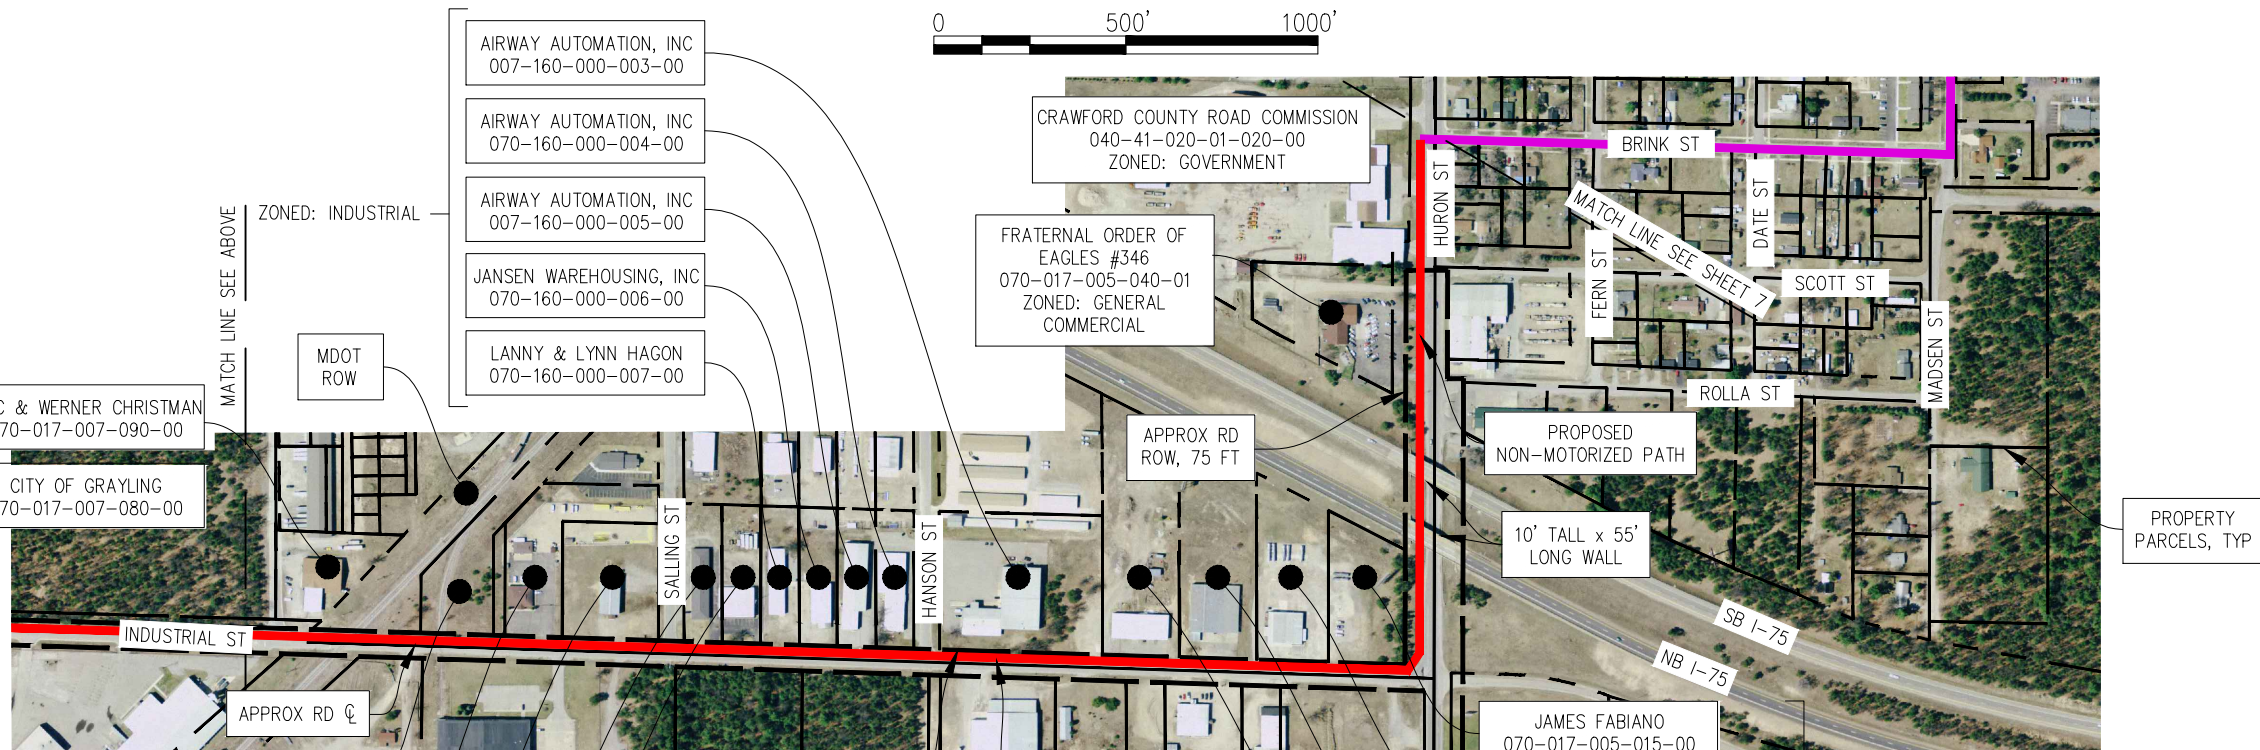 0 500' 1000'
AIRWAY AUTOMATION, INC
007-160-000-003-00
AIRWAY AUTOMATION, INC
070-160-000-004-00
AIRWAY AUTOMATION, INC
007-160-000-005-00
JANSEN WAREHOUSING, INC
070-160-000-006-00
LANNY & LYNN HAGON
070-160-000-007-00
ZONED: INDUSTRIAL
MATCH LINE SEE ABOVE
MDOT
ROW
C & WERNER CHRISTMAN
70-017-007-090-00
CITY OF GRAYLING
70-017-007-080-00
CRAWFORD COUNTY ROAD COMMISSION
040-41-020-01-020-00
ZONED: GOVERNMENT
FRATERNAL ORDER OF
EAGLES #346
070-017-005-040-01
ZONED: GENERAL
COMMERCIAL
BRINK ST
HURON ST
DATE ST
MATCH LINE SEE SHEET 7
FERN ST
SCOTT ST
MADSEN ST
ROLLA ST
APPROX RD
ROW, 75 FT
PROPOSED
NON-MOTORIZED PATH
10' TALL x 55'
LONG WALL
PROPERTY
PARCELS, TYP
SALLING ST
HANSON ST
INDUSTRIAL ST
SB I-75
NB I-75
APPROX RD ℄
JAMES FABIANO
070-017-005-015-00